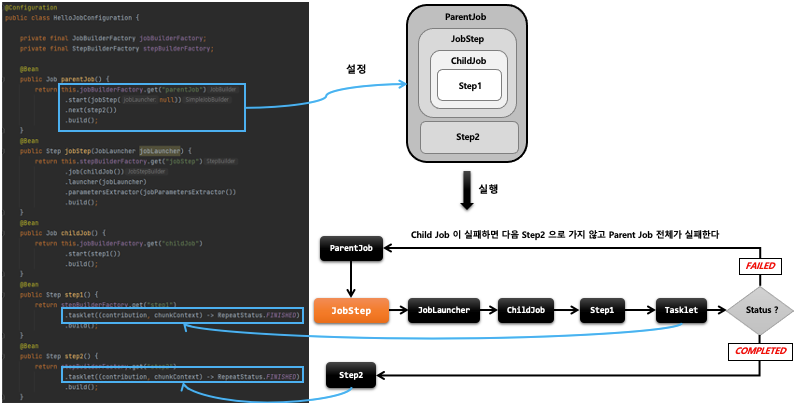 @Configuration
public class HelloJobConfiguration {
private final JobBuilderFactory jobBuilderFactory;
private final StepBuilderFactory stepBuilderFactory;
@Bean
public Job parentJob() {
return this.jobBuilderFactory.get("parentJob") JobBuilder
.start(jobStep( jobLauncher: null)) SimpleJobBuilder
.next(step2())
.build();
}
@Bean
public Step jobStep(JobLauncher jobLauncher) {
return this.stepBuilderFactory.get("jobStep") StepBuilder
.job(childJob()) JobStepBuilder
.launcher(jobLauncher)
.parametersExtractor(jobParametersExtractor())
.build();
}
@Bean
public Job childJob() {
return this.jobBuilderFactory.get("childJob")
.start(step1())
.build();
}
@Bean
public Step step1() {
return stepBuilderFactory.get("step1")
.tasklet((contribution, chunkContext) -> RepeatStatus.FINISHED)
.build();
}
@Bean
public Step step2() {
return stepBuilderFactory.get("step2")
.tasklet((contribution, chunkContext) -> RepeatStatus.FINISHED)
.build();
}
설정
ParentJob
JobStep
ChildJob
Step1
Step2
실행
Child Job 이 실패하면 다음 Step2 으로 가지 않고 Parent Job 전체가 실패한다
ParentJob
FAILED
JobStep
JobLauncher
ChildJob
Step1
Tasklet
Status ?
COMPLETED
Step2